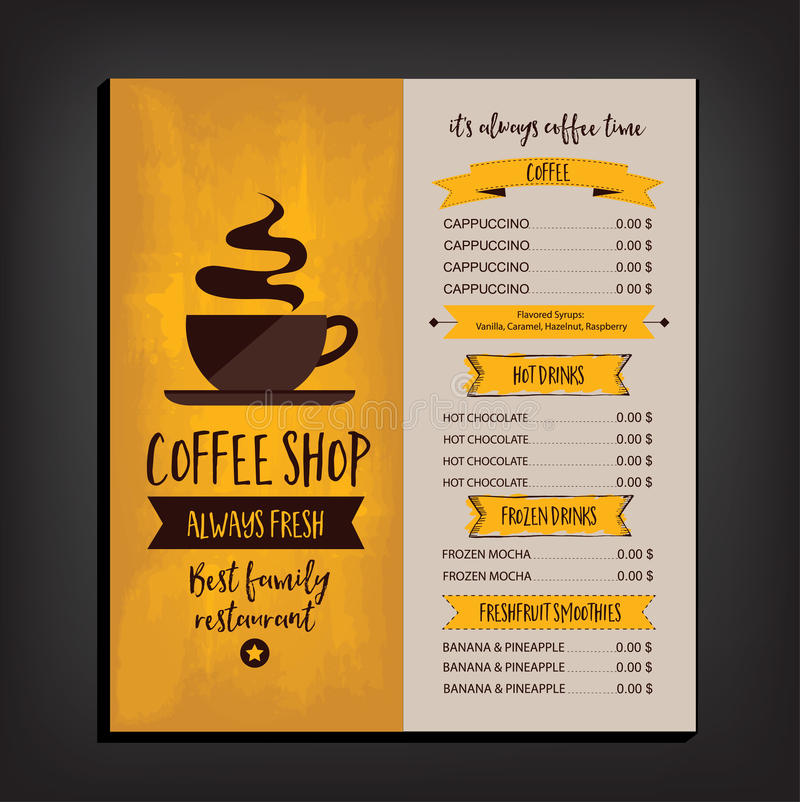 COFFEE SHOP
ALWAYS FRESH
Best family
restaurant
it's always coffee time
COFFEE
CAPPUCCINO 0.00 $
CAPPUCCINO 0.00 $
CAPPUCCINO 0.00 $
CAPPUCCINO 0.00 $
Flavored Syrups:
Vanilla, Caramel, Hazelnut, Raspberry
HOT DRINKS
HOT CHOCOLATE 0.00 $
HOT CHOCOLATE 0.00 $
HOT CHOCOLATE 0.00 $
HOT CHOCOLATE 0.00 $
FROZEN DRINKS
FROZEN MOCHA 0.00 $
FROZEN MOCHA 0.00 $
FRESHFRUIT SMOOTHIES
BANANA & PINEAPPLE 0.00 $
BANANA & PINEAPPLE 0.00 $
BANANA & PINEAPPLE 0.00 $
dreamstime